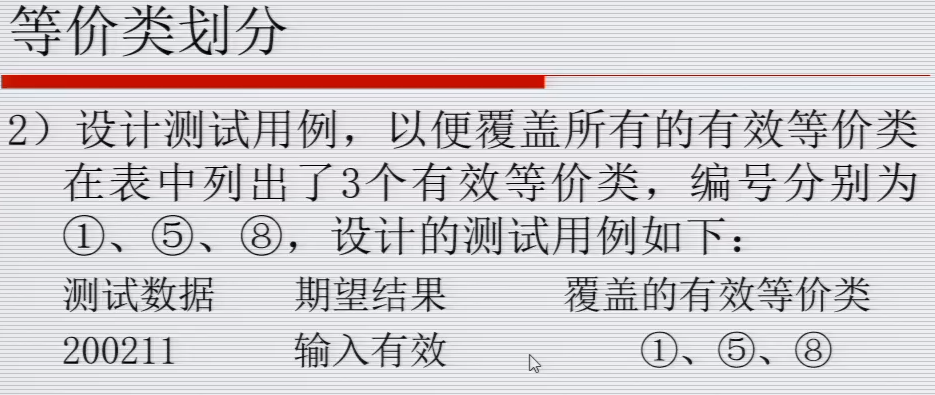 等价类划分
2）设计测试用例，以便覆盖所有的有效等价类
在表中列出了3个有效等价类，编号分别为
①、⑤、⑧，设计的测试用例如下：
测试数据 期望结果 覆盖的有效等价类
200211 输入有效 ①、⑤、⑧